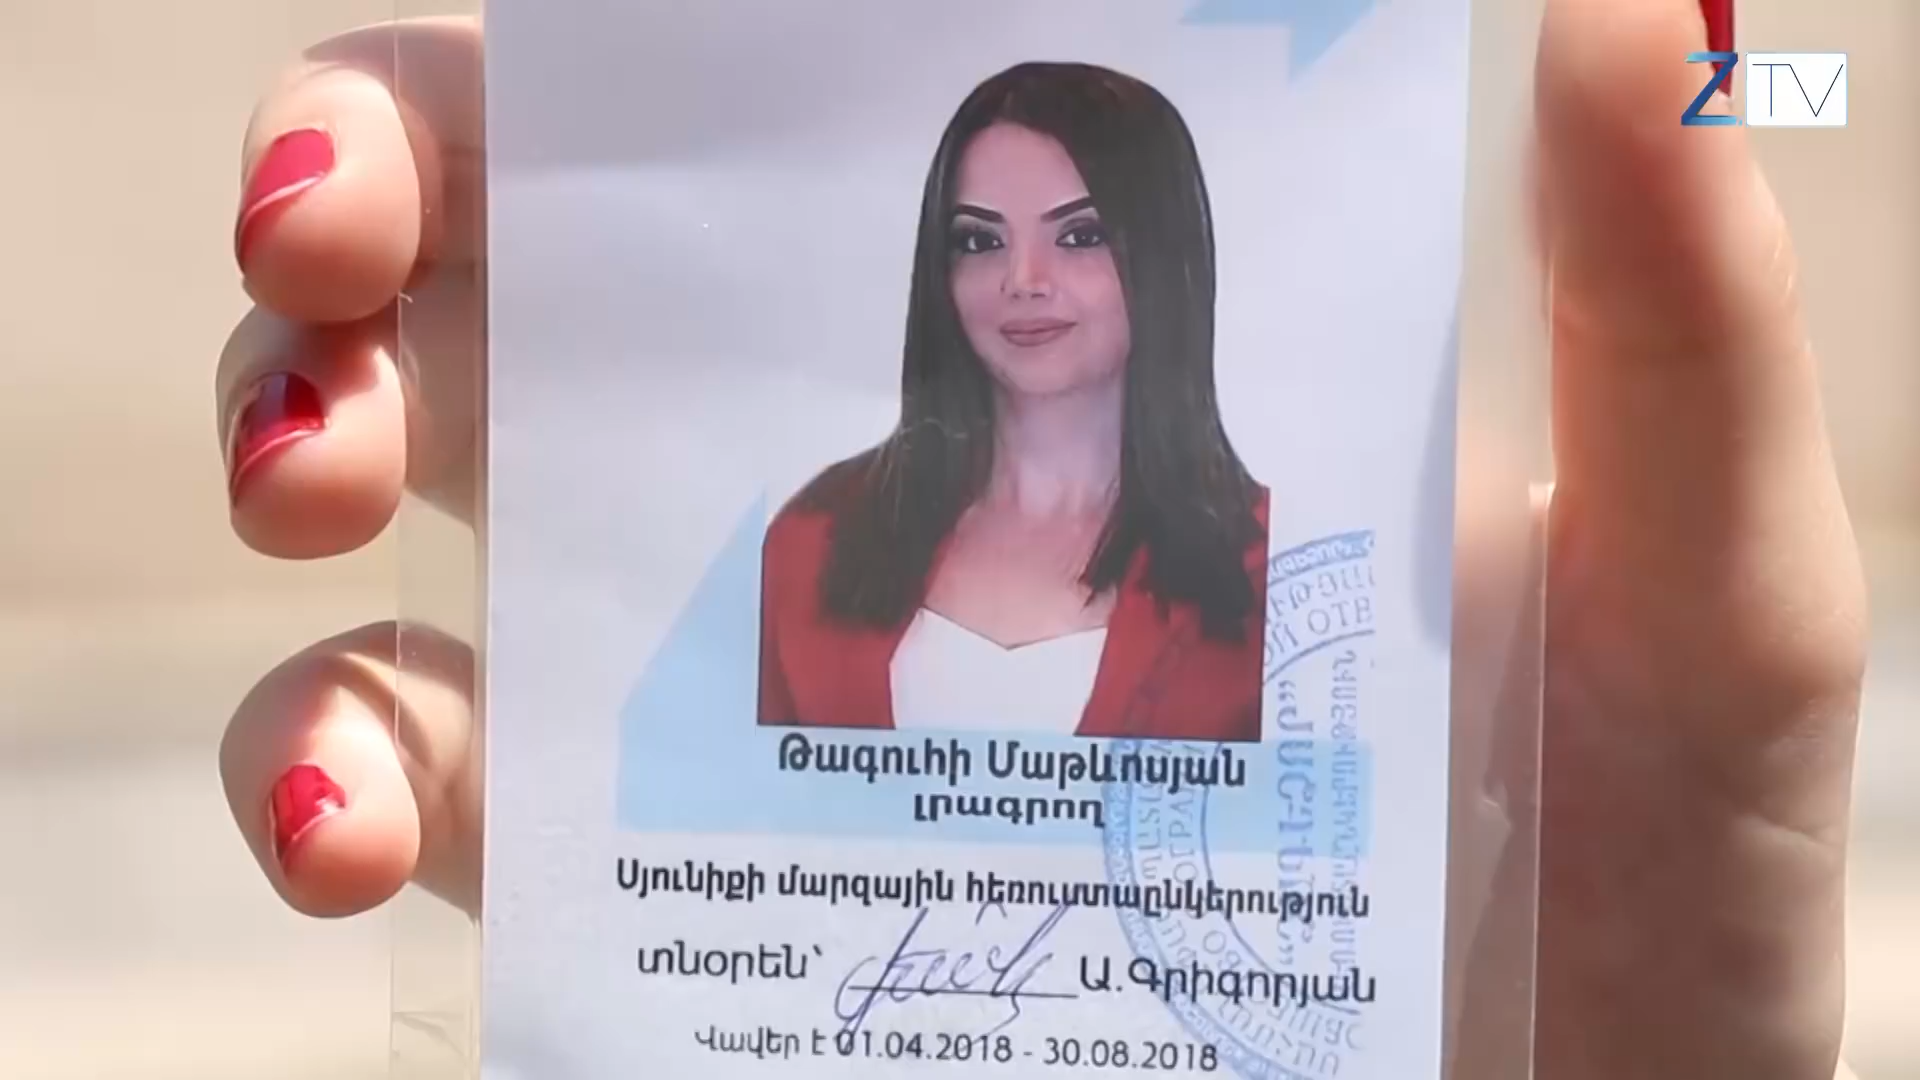 ZTV
Թագուհի Մաթևոսյան
լրագրող
Սյունիքի մարզային հեռուստաընկերություն
տնօրեն՝ Ա.Գրիգորյան
Վավեր է 01.04.2018 - 30.08.2018